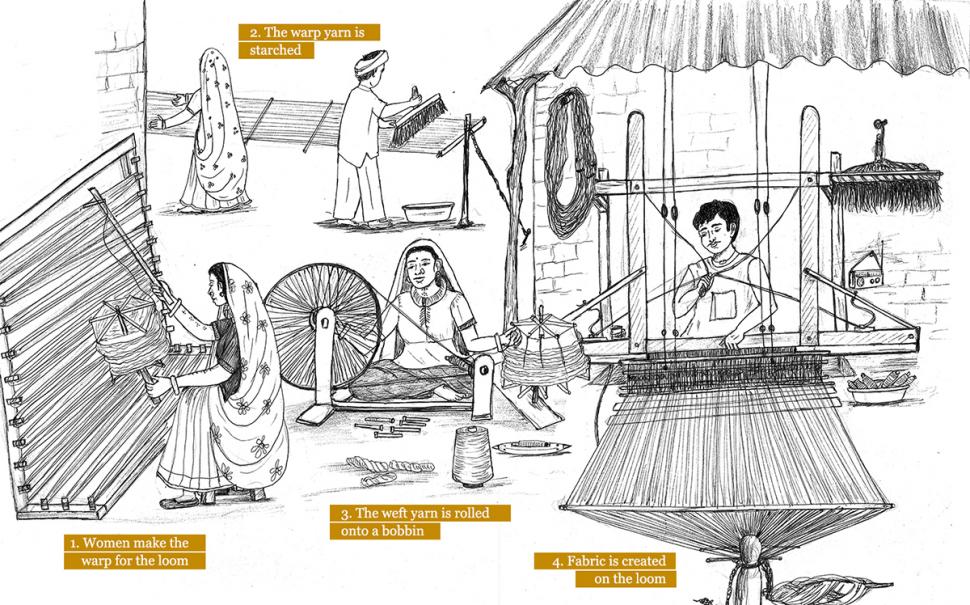 1. Women make the
warp for the loom
2. The warp yarn is
starched
3. The weft yarn is rolled
onto a bobbin
4. Fabric is created
on the loom